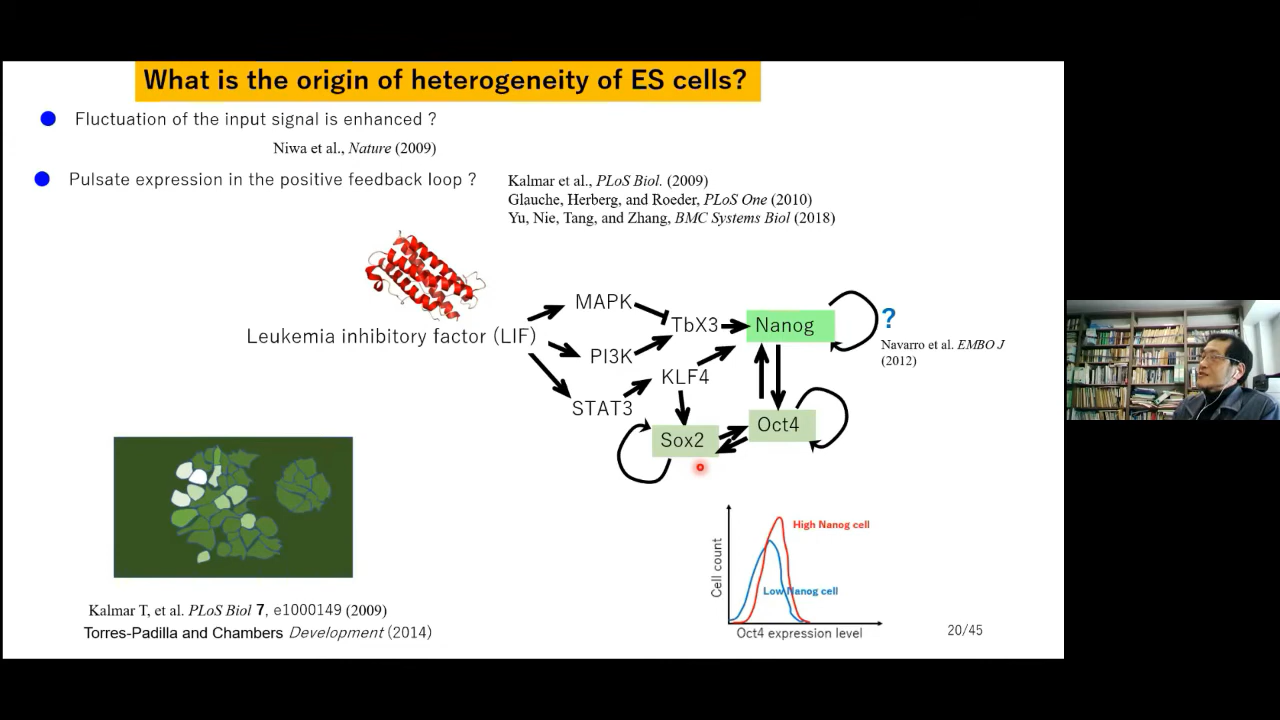 What is the origin of heterogeneity of ES cells?
Fluctuation of the input signal is enhanced ?
Niwa et al., Nature (2009)
Pulsate expression in the positive feedback loop ?
Kalmar et al., PLoS Biol. (2009)
Glauche, Herberg, and Roeder, PLoS One (2010)
Yu, Nie, Tang, and Zhang, BMC Systems Biol (2018)
Leukemia inhibitory factor (LIF)
MAPK
PI3K
STAT3
TbX3
KLF4
Nanog
?
Navarro et al. EMBO J
(2012)
Sox2
Oct4
High Nanog cell
Low Nanog cell
Cell count
Oct4 expression level
Kalmar T, et al. PLoS Biol 7, e1000149 (2009)
Torres-Padilla and Chambers Development (2014)
20/45